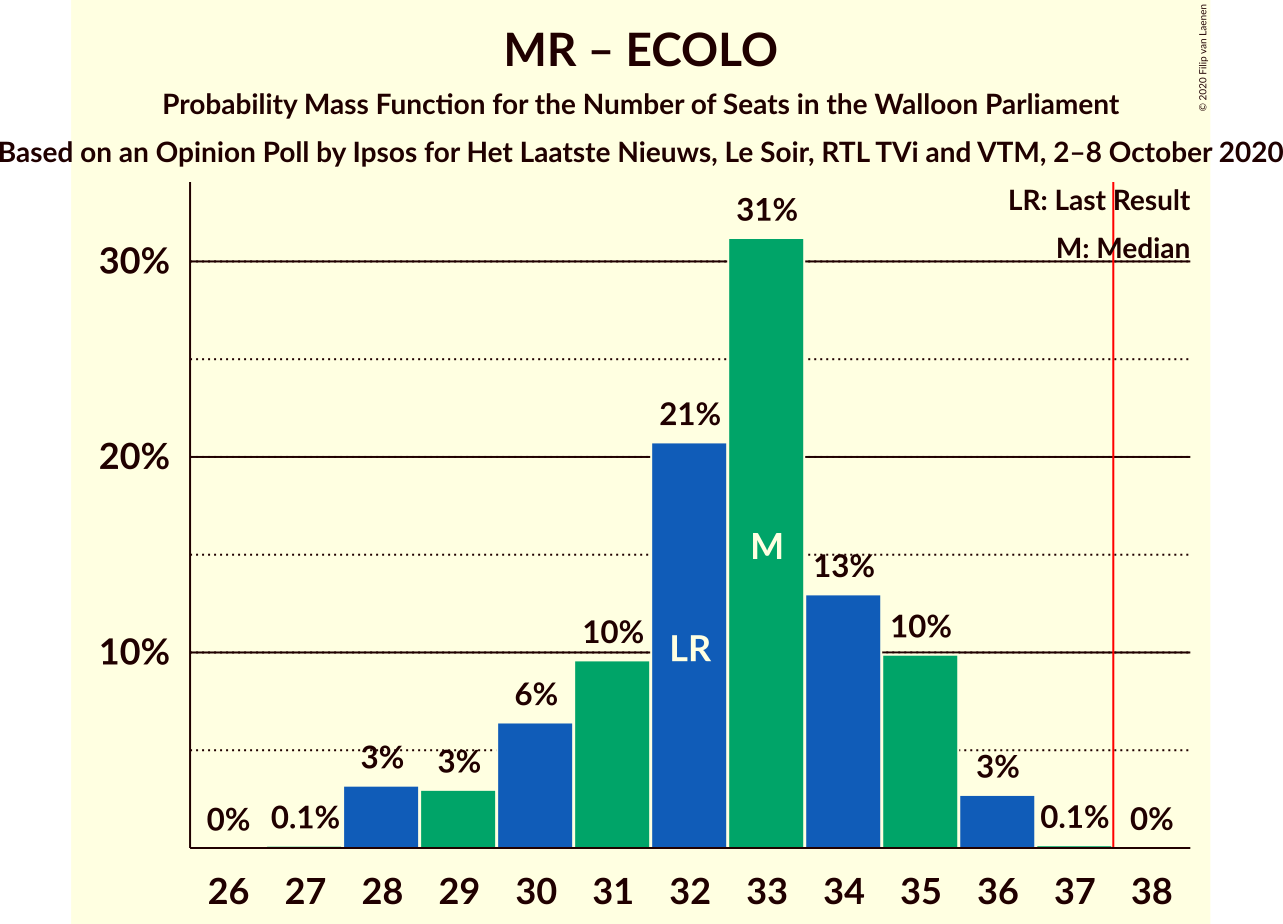 MR – ECOLO
Probability Mass Function for the Number of Seats in the Walloon Parliament
Based on an Opinion Poll by Ipsos for Het Laatste Nieuws, Le Soir, RTL TVi and VTM, 2–8 October 2020
© 2020 Filip van Laenen
LR: Last Result
M: Median
31%
30%
21%
20%
M
13%
10%
10%
LR
10%
6%
3%
3%
3%
0%
0.1%
0.1%
0%
26 27 28 29 30 31 32 33 34 35 36 37 38